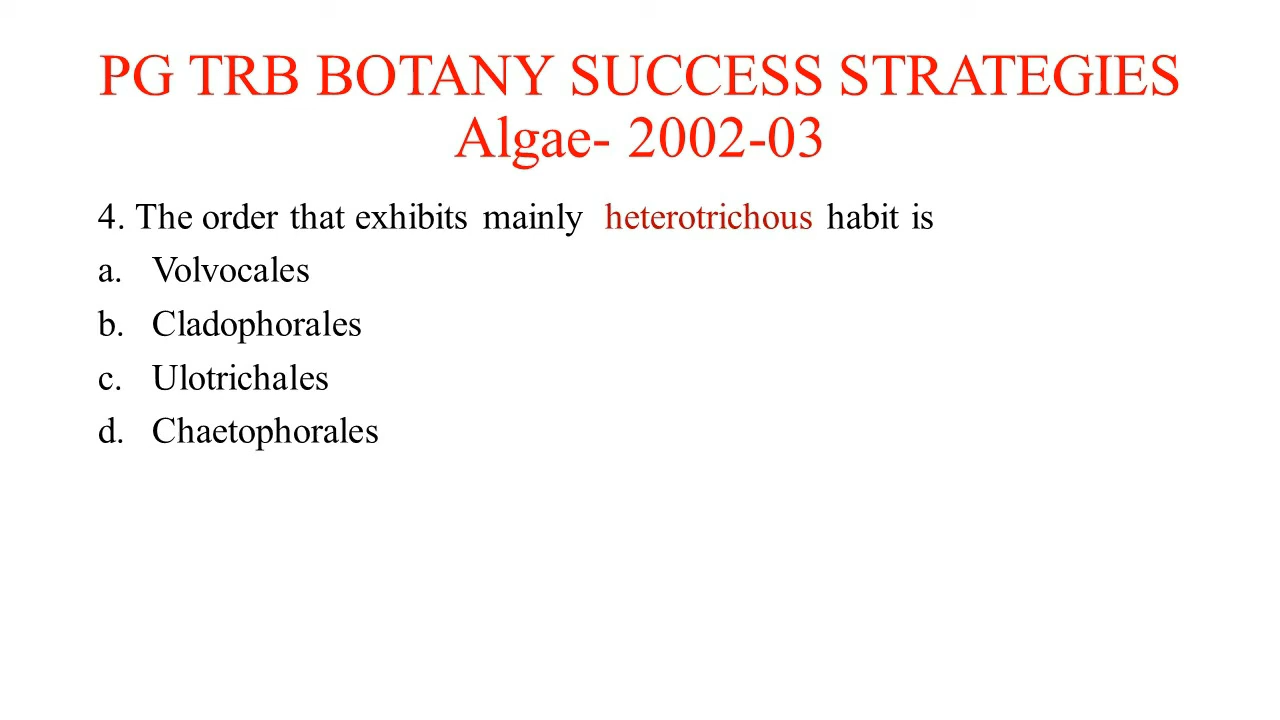 PG TRB BOTANY SUCCESS STRATEGIES
Algae- 2002-03
4. The order that exhibits mainly heterotrichous habit is
a. Volvocales
b. Cladophorales
c. Ulotrichales
d. Chaetophorales